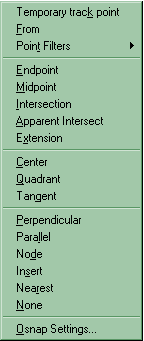 Temporary track point
From
Point Filters
Endpoint
Midpoint
Intersection
Apparent Intersect
Extension
Center
Quadrant
Tangent
Perpendicular
Parallel
Node
Insert
Nearest
None
Osnap Settings...